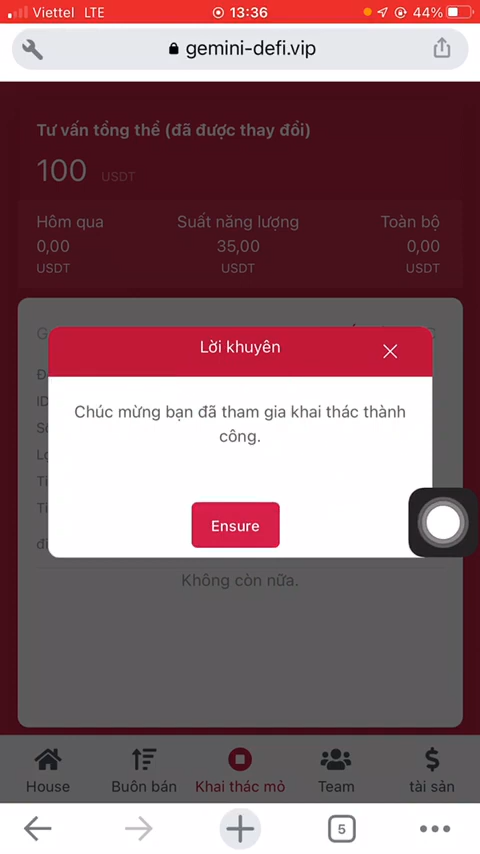 Viettel LTE 13:36 44%
gemini-defi.vip
Tư vấn tổng thể (đã được thay đổi)
100 USDT
Hôm qua Suất năng lượng Toàn bộ
0,00 35,00 0,00
USDT USDT USDT
Lời khuyên
Chúc mừng bạn đã tham gia khai thác thành
công.
Ensure
Không còn nữa.
House Buôn bán Khai thác mỏ Team tài sản
5